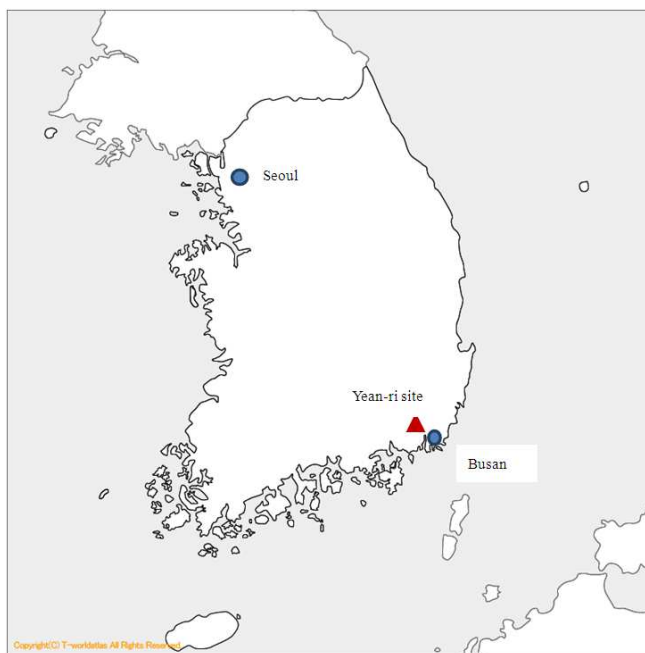 Seoul
Yean-ri site
Busan
Copyright(C) T-worldatlas All Rights Reserved.